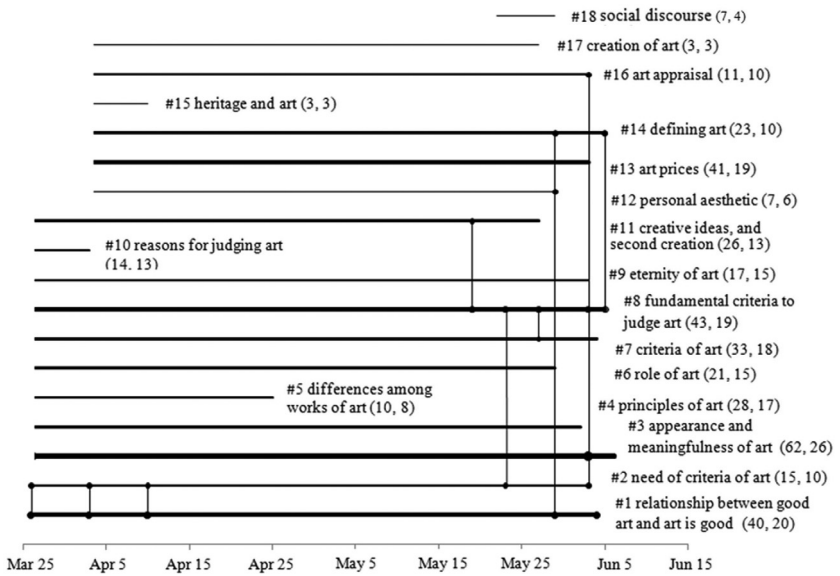 #18 social discourse (7, 4)
#17 creation of art (3, 3)
#16 art appraisal (11, 10)
#15 heritage and art (3, 3)
#14 defining art (23, 10)
#13 art prices (41, 19)
#12 personal aesthetic (7, 6)
#11 creative ideas, and
second creation (26, 13)
#10 reasons for judging art
(14, 13)
#9 eternity of art (17, 15)
#8 fundamental criteria to
judge art (43, 19)
#7 criteria of art (33, 18)
#6 role of art (21, 15)
#5 differences among
works of art (10, 8)
#4 principles of art (28, 17)
#3 appearance and
meaningfulness of art (62, 26)
#2 need of criteria of art (15, 10)
#1 relationship between good
art and art is good (40, 20)
Mar 25 Apr 5 Apr 15 Apr 25 May 5 May 15 May 25 Jun 5 Jun 15